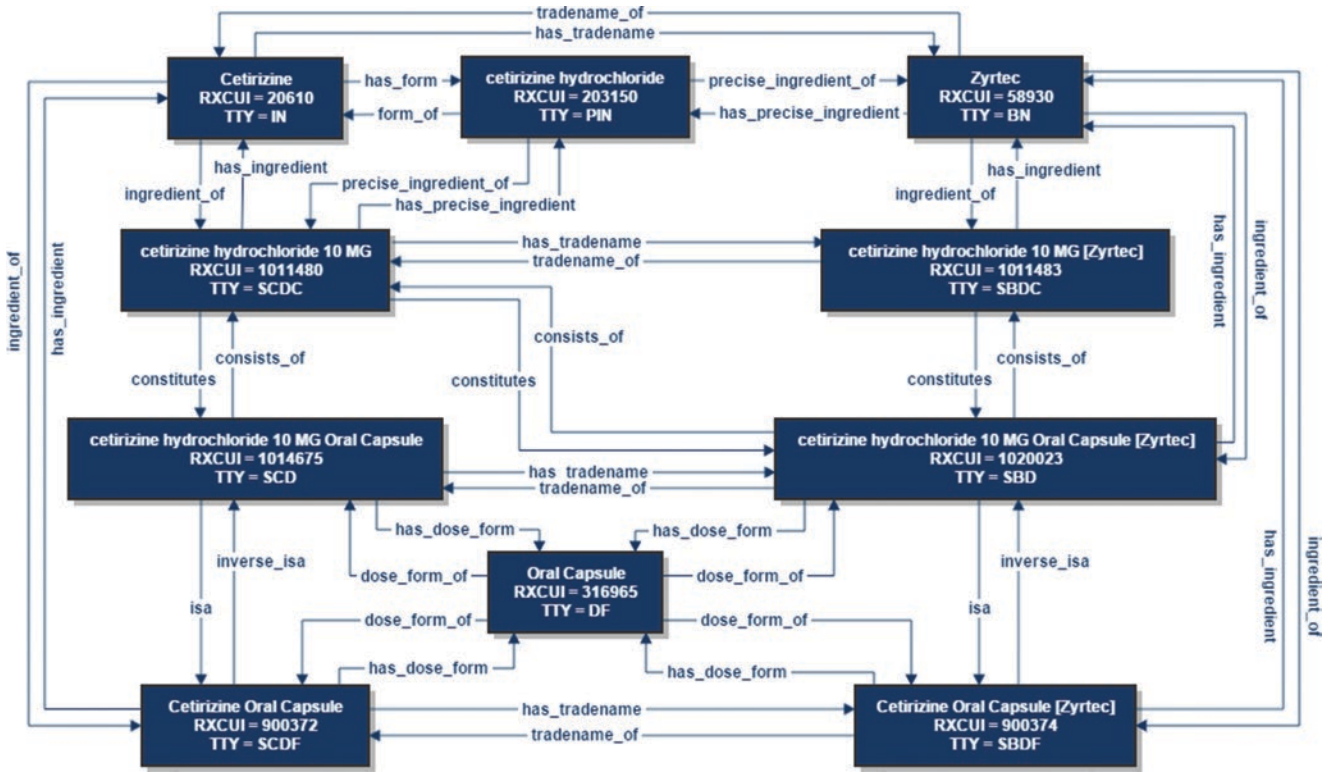 tradename_of
has_tradename
Cetirizine
RXCUI = 20610
TTY = IN
has_form
form_of
cetirizine hydrochloride
RXCUI = 203150
TTY = PIN
precise_ingredient_of
has_precise_ingredient
Zyrtec
RXCUI = 58930
TTY = BN
ingredient_of
has_ingredient
precise_ingredient_of
has_precise_ingredient
ingredient_of
has_ingredient
cetirizine hydrochloride 10 MG
RXCUI = 1011480
TTY = SCDC
has_tradename
tradename_of
cetirizine hydrochloride 10 MG [Zyrtec]
RXCUI = 1011483
TTY = SBDC
ingredient_of
has_ingredient
has_ingredient
ingredient_of
constitutes
consists_of
constitutes
consists_of
constitutes
consists_of
cetirizine hydrochloride 10 MG Oral Capsule
RXCUI = 1014675
TTY = SCD
has_tradename
tradename_of
cetirizine hydrochloride 10 MG Oral Capsule [Zyrtec]
RXCUI = 1020023
TTY = SBD
has_dose_form
has_dose_form
dose_form_of
dose_form_of
Oral Capsule
RXCUI = 316965
TTY = DF
isa
inverse_isa
isa
inverse_isa
dose_form_of
dose_form_of
has_dose_form
has_dose_form
has_ingredient
ingredient_of
Cetirizine Oral Capsule
RXCUI = 900372
TTY = SCDF
has_tradename
tradename_of
Cetirizine Oral Capsule [Zyrtec]
RXCUI = 900374
TTY = SBDF